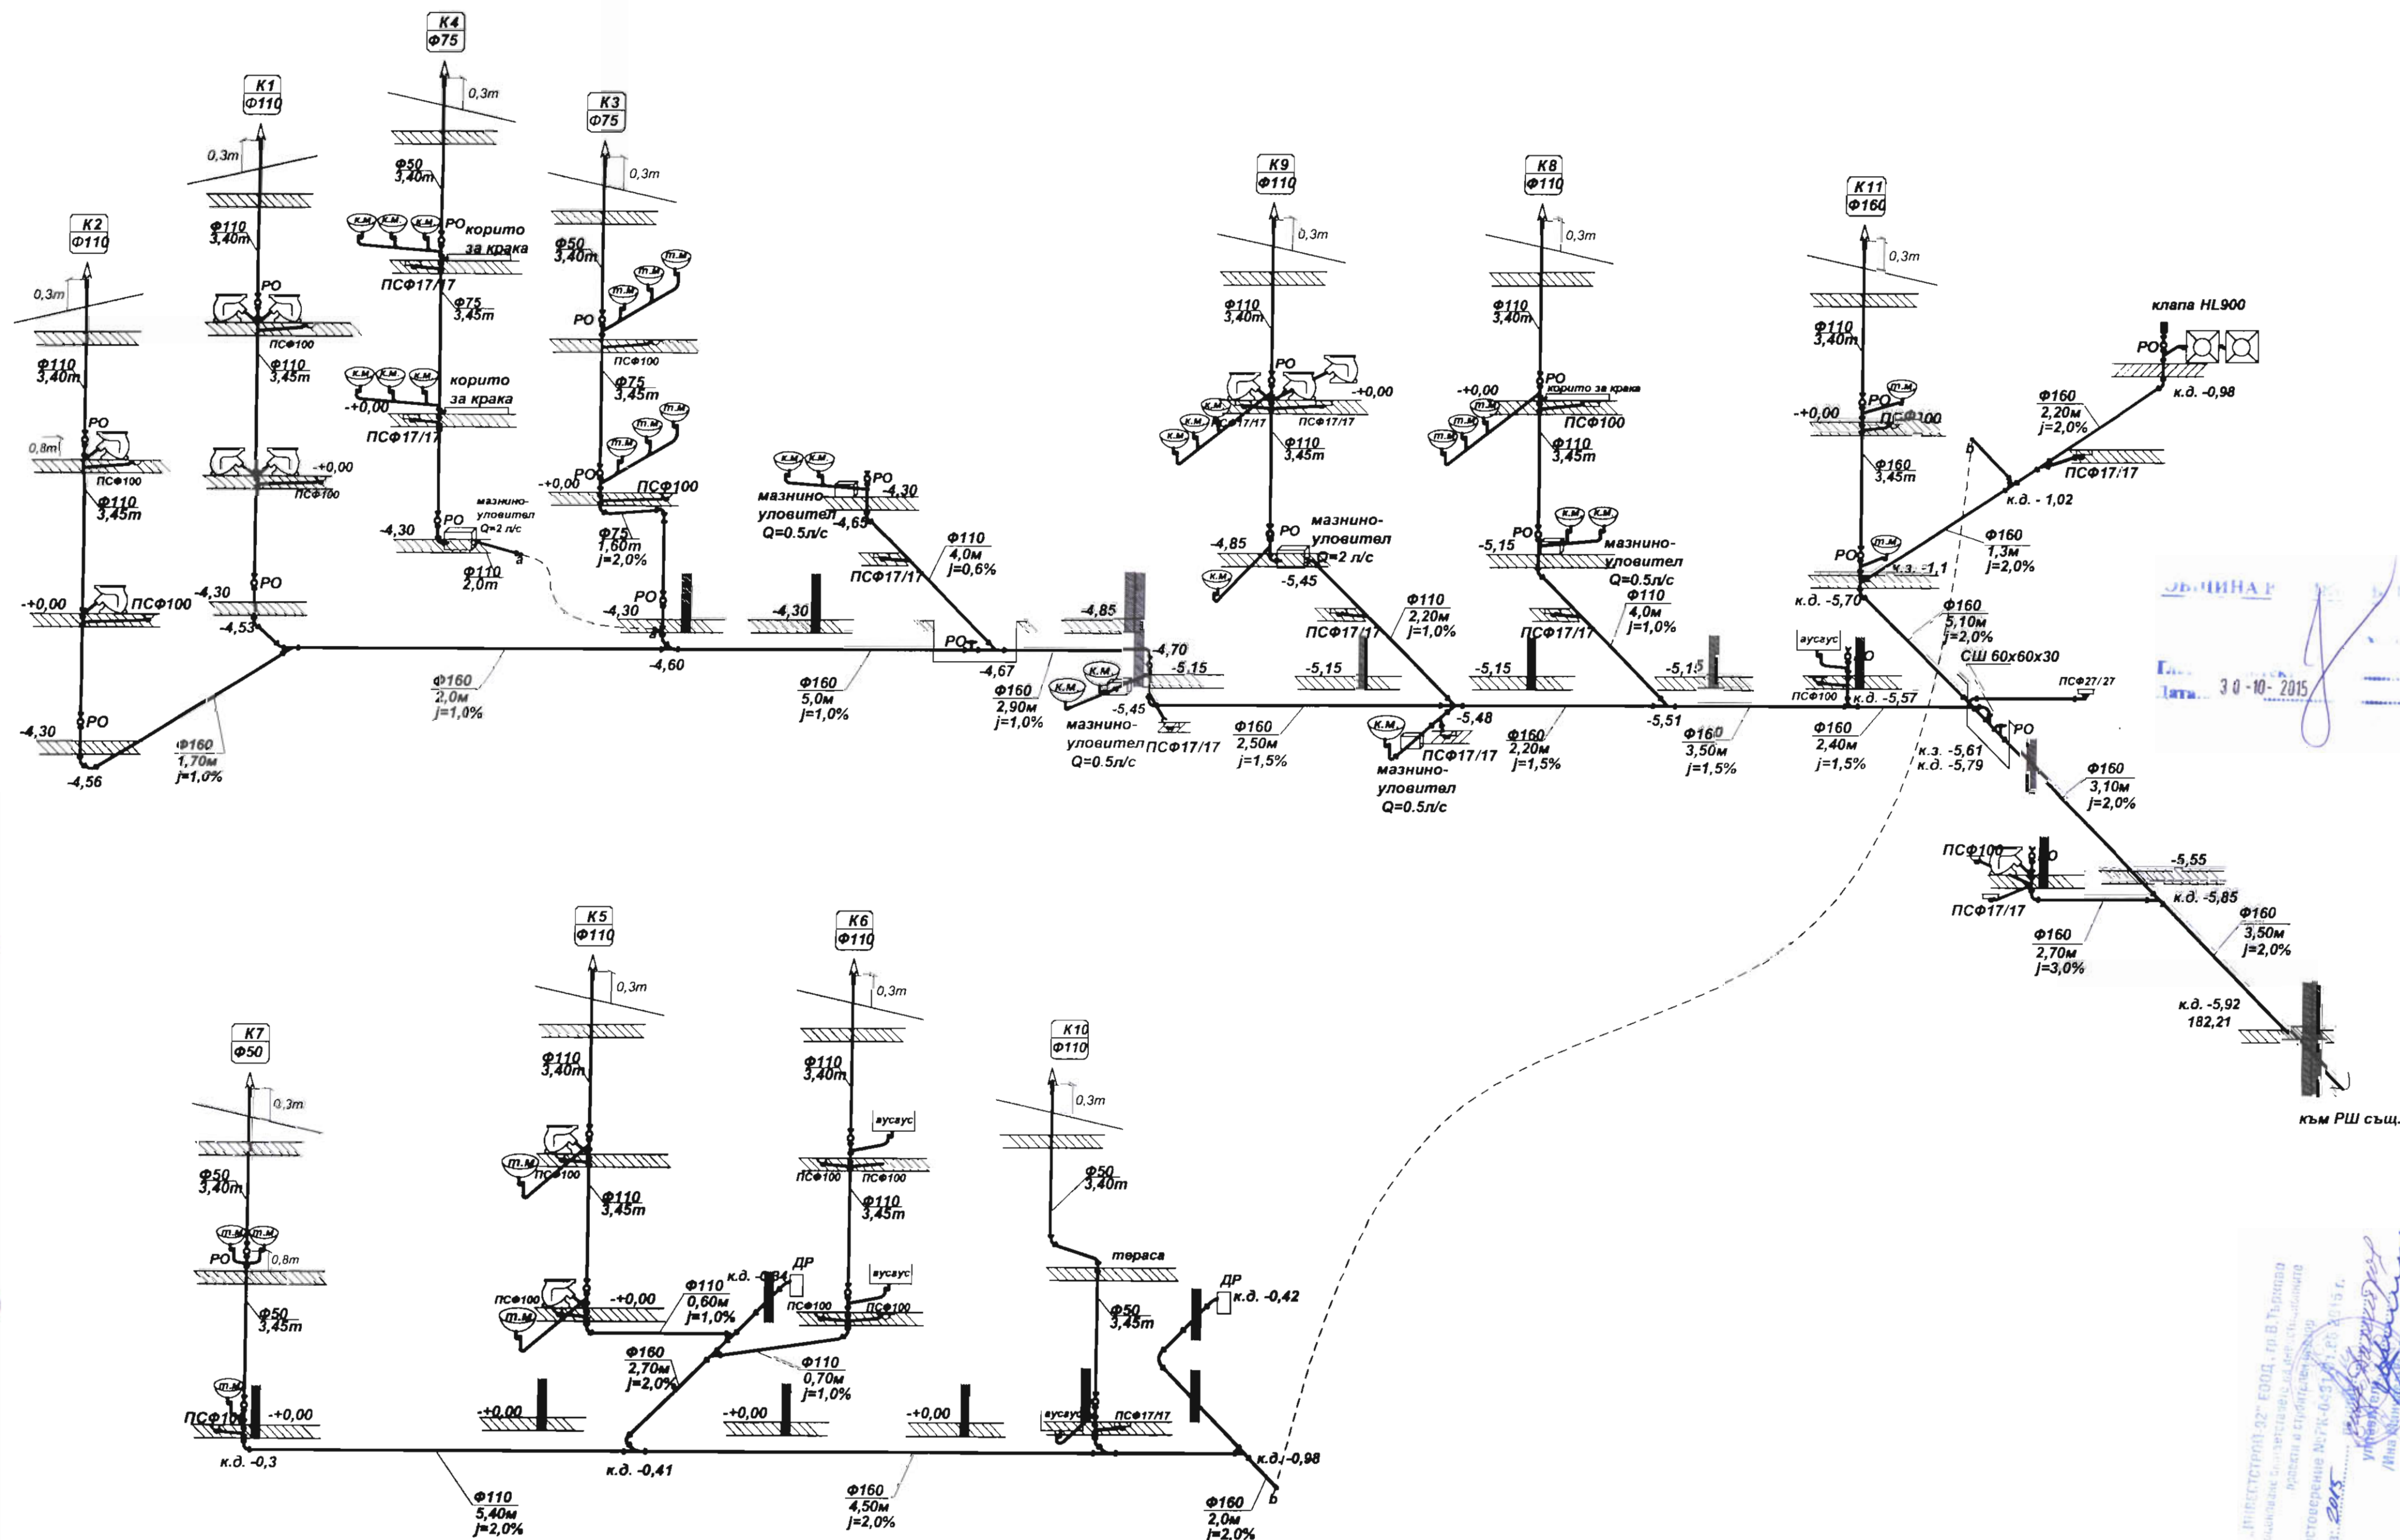 К4
Ф75
0,3m
Ф50
3,40m
к.м.
к.м.
к.м.
РО
корито
за крака
ПСФ17/17
Ф75
3,45m
к.м.
к.м.
к.м.
корито
за крака
-+0,00
ПСФ17/17
-4,30
РО
мазнино-
уловител
Q=2 л/с
Ф110
2,0m
a
К1
Ф110
0,3m
Ф110
3,40m
РО
ПСФ100
Ф110
3,45m
-+0,00
ПСФ100
-4,30
РО
-4,53
К2
Ф110
0,3m
Ф110
3,40m
РО
0,8m
ПСФ100
Ф110
3,45m
-+0,00
ПСФ100
РО
-4,30
-4,56
Ф160
1,70м
j=1,0%
К3
Ф75
0,3m
Ф50
3,40m
т.м.
т.м.
т.м.
РО
ПСФ100
Ф75
3,45m
т.м.
т.м.
т.м.
РО
-+0,00
ПСФ100
Ф75
1,60m
j=2,0%
-4,30
РО
a
-4,60
Ф160
2,0м
j=1,0%
к.м.
к.м.
РО
-4,30
мазнино
уловител
Q=0.5л/с
-4,65
Ф110
4,0м
j=0,6%
ПСФ17/17
-4,30
РО
-4,67
Ф160
5,0м
j=1,0%
Ф160
2,90м
j=1,0%
-4,85
-4,70
-5,15
к.м.
к.м.
-5,45
мазнино-
уловител
Q=0.5л/с
ПСФ17/17
К9
Ф110
0,3m
Ф110
3,40m
-+0,00
к.м.
к.м.
к.м.
ПСФ17/17
ПСФ17/17
Ф110
3,45m
РО
-4,85
мазнино-
уловител
Q=2 л/с
-5,45
к.м.
Ф110
2,20м
j=1,0%
ПСФ17/17
-5,15
-5,48
Ф160
2,50м
j=1,5%
к.м.
ПСФ17/17
мазнино-
уловител
Q=0.5л/с
К8
Ф110
0,3m
Ф110
3,40m
РО
корито за крака
-+0,00
т.м.
т.м.
т.м.
ПСФ100
Ф110
3,45m
к.м.
к.м.
РО
-5,15
мазнино-
уловител
Q=0.5л/с
Ф110
4,0м
j=1,0%
ПСФ17/17
-5,15
-5,15
-5,51
Ф160
2,20м
j=1,5%
Ф160
3,50м
j=1,5%
К11
Ф160
0,3m
Ф110
3,40m
РО
т.м.
-+0,00
ПСФ100
Ф160
3,45m
РО
т.м.
к.з. -1,1
к.д. -5,70
Ф160
5,10м
j=2,0%
СШ 60х60х30
аусгус
ПСФ100
к.д. -5,57
Ф160
2,40м
j=1,5%
клапа HL900
РО
к.д. -0,98
Ф160
2,20м
j=2,0%
ПСФ17/17
b
к.д. - 1,02
Ф160
1,3м
j=2,0%
ПСФ27/27
РО
к.з. -5,61
к.д. -5,79
Ф160
3,10м
j=2,0%
ПСФ100
РО
ПСФ17/17
-5,55
к.д. -5,85
Ф160
2,70м
j=3,0%
Ф160
3,50м
j=2,0%
к.д. -5,92
182,21
към РШ същ.
ОБЩИНА
Дата
30-10-2015
К7
Ф50
0,3m
Ф50
3,40m
т.м.
т.м.
РО
0,8m
Ф50
3,45m
т.м.
-+0,00
к.д. -0,3
Ф110
5,40м
j=2,0%
К5
Ф110
0,3m
Ф110
3,40m
т.м.
ПСФ100
Ф110
3,45m
ПСФ100
т.м.
-+0,00
Ф110
0,60м
j=1,0%
ДР
Ф160
2,70м
j=2,0%
-+0,00
к.д. -0,41
К6
Ф110
0,3m
Ф110
3,40m
аусгус
ПСФ100
ПСФ100
Ф110
3,45m
аусгус
ПСФ100
ПСФ100
Ф110
0,70м
j=1,0%
-+0,00
-+0,00
Ф160
4,50м
j=2,0%
К10
Ф110
0,3m
Ф50
3,40m
тераса
Ф50
3,45m
аусгус
ПСФ17/17
ДР
к.д. -0,42
к.д. -0,98
b
Ф160
2,0м
j=2,0%
2015